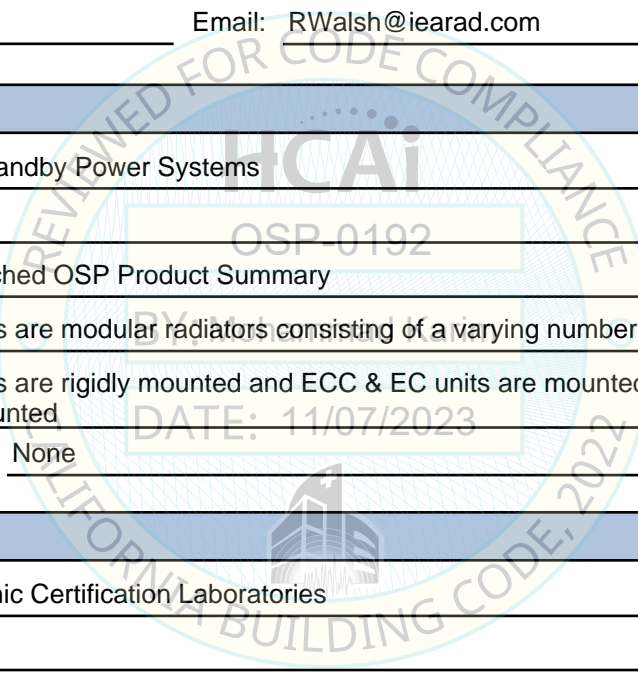 Email: RWalsh@iearad.com
REVIEWED FOR CODE COMPLIANCE
HCAi
andby Power Systems
OSP-0192
ched OSP Product Summary
s are modular radiators consisting of a varying number
BY: Mohammad Karim
s are rigidly mounted and ECC & EC units are mounted
unted
DATE: 11/07/2023
None
nic Certification Laboratories
CALIFORNIA BUILDING CODE, 2022